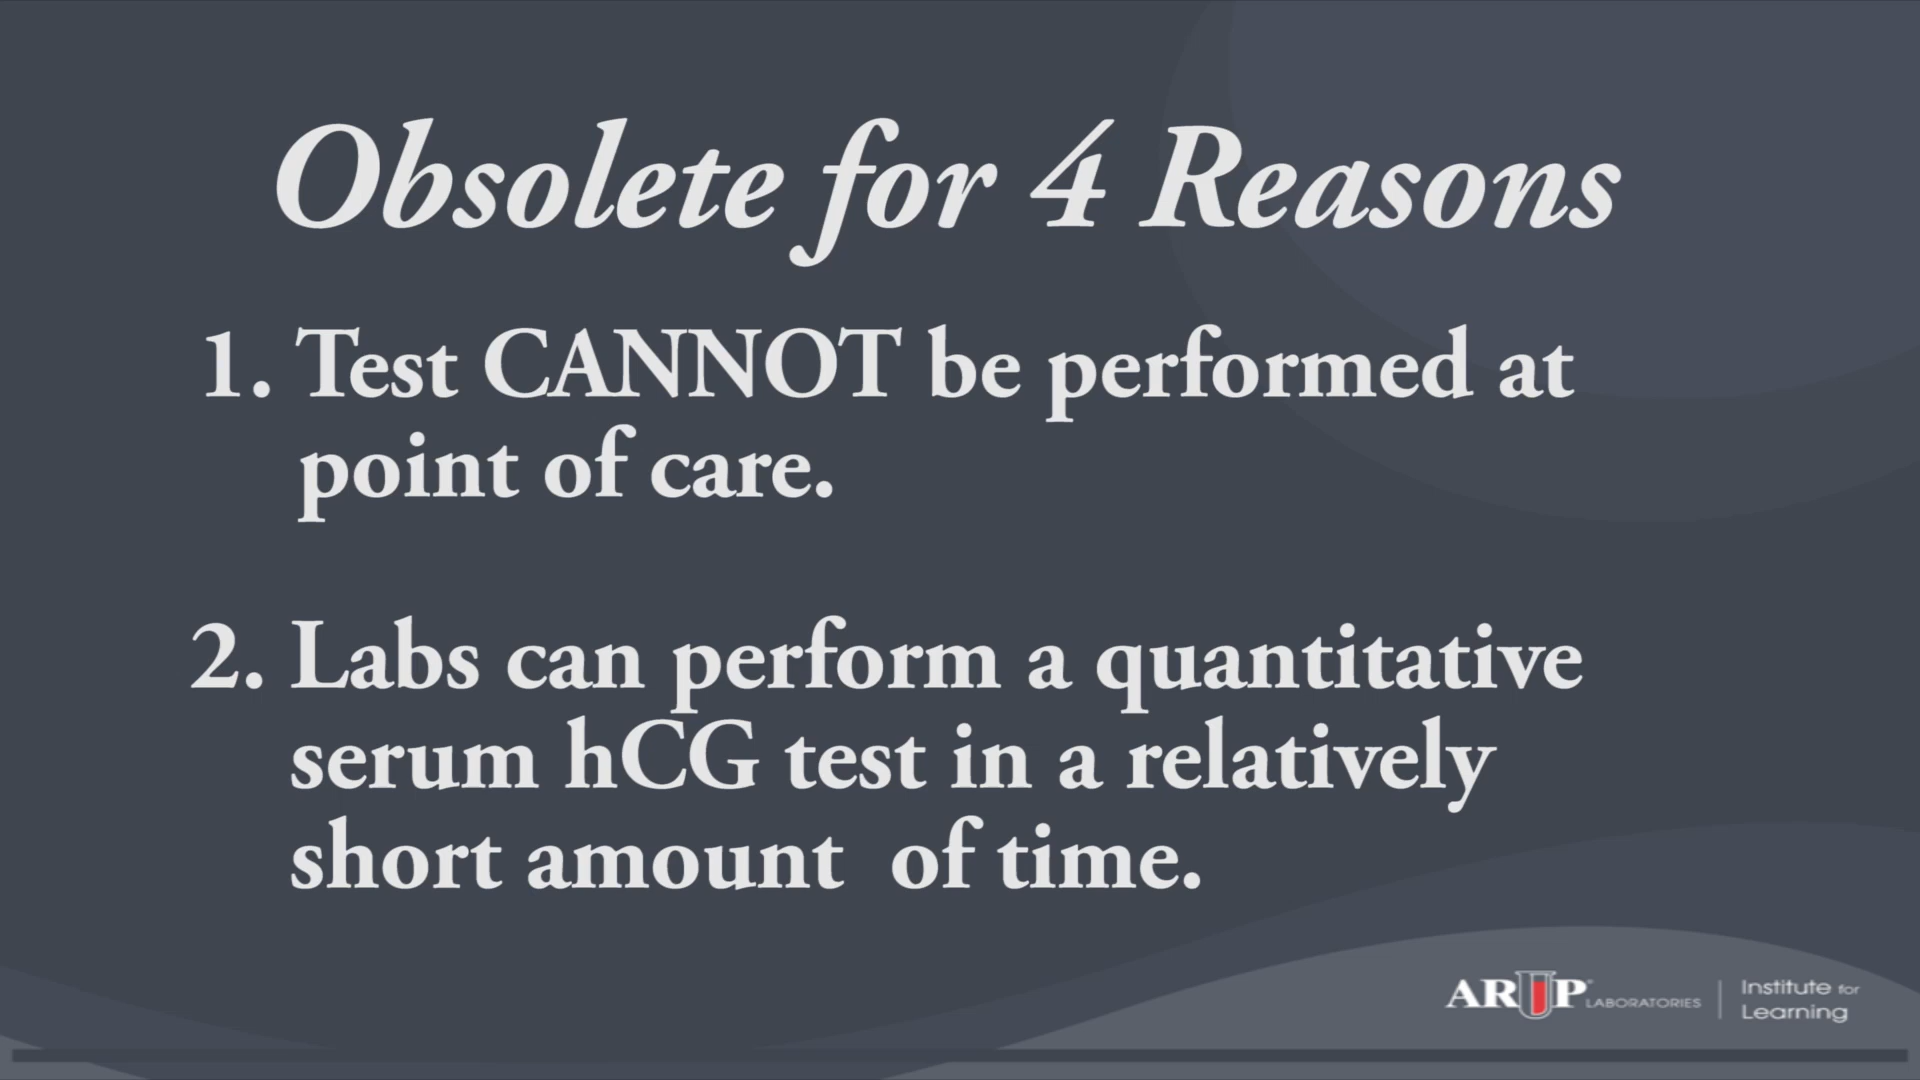 Obsolete for 4 Reasons
1. Test CANNOT be performed at
point of care.
2. Labs can perform a quantitative
serum hCG test in a relatively
short amount of time.
ARUP LABORATORIES | Institute for
Learning